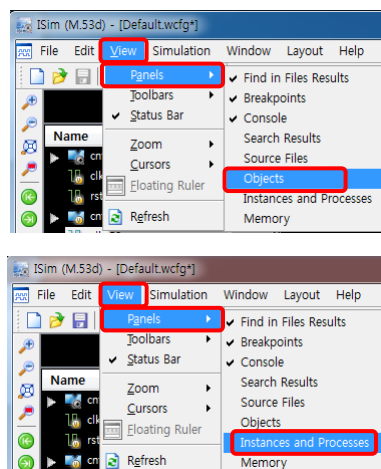 ISim (M.53d) - [Default.wcfg*]
File Edit View Simulation Window Layout Help
Panels
Find in Files Results
Toolbars
Breakpoints
Status Bar
Console
Name
Search Results
Zoom
Source Files
Cursors
Objects
Floating Ruler
Instances and Processes
Refresh
Memory
ISim (M.53d) - [Default.wcfg*]
File Edit View Simulation Window Layout Help
Panels
Find in Files Results
Toolbars
Breakpoints
Status Bar
Console
Name
Search Results
Zoom
Source Files
Cursors
Objects
Floating Ruler
Instances and Processes
Refresh
Memory